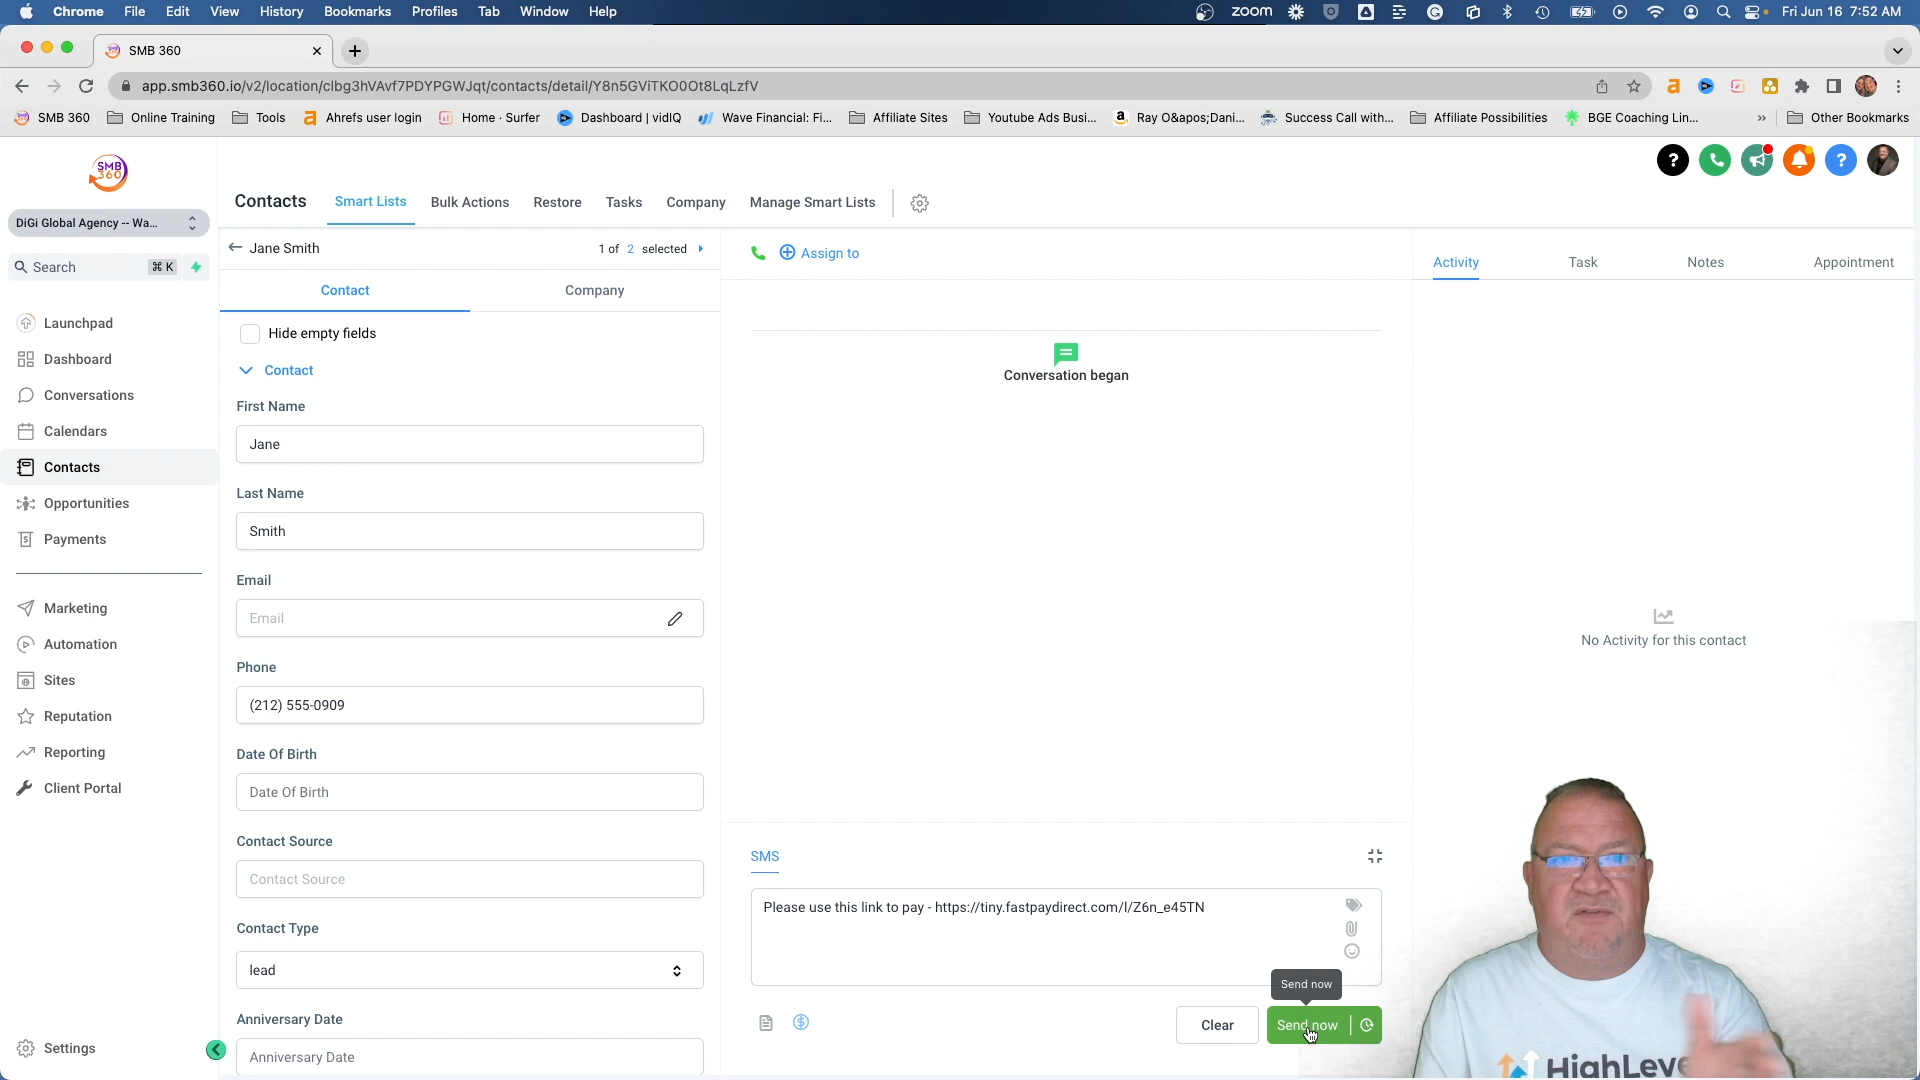 Chrome File Edit View History Bookmarks Profiles Tab Window Help
zoom
Fri Jun 16 7:52 AM
SMB 360
app.smb360.io/v2/location/clbg3hVAvf7PDYPGWJqt/contacts/detail/Y8n5GViTKO0Ot8LqLzfV
SMB 360 Online Training Tools Ahrefs user login Home · Surfer Dashboard | vidIQ Wave Financial: Fi... Affiliate Sites Youtube Ads Busi... Ray O&apos;Dani... Success Call with... Affiliate Possibilities BGE Coaching Lin... » Other Bookmarks
SMB
360
DiGi Global Agency -- Wa...
Search ⌘ K
Launchpad
Dashboard
Conversations
Calendars
Contacts
Opportunities
Payments
Marketing
Automation
Sites
Reputation
Reporting
Client Portal
Settings
Contacts Smart Lists Bulk Actions Restore Tasks Company Manage Smart Lists
Jane Smith 1 of 2 selected
Contact Company
Hide empty fields
Contact
First Name
Jane
Last Name
Smith
Email
Email
Phone
(212) 555-0909
Date Of Birth
Date Of Birth
Contact Source
Contact Source
Contact Type
lead
Anniversary Date
Anniversary Date
Assign to
Conversation began
SMS
Please use this link to pay - https://tiny.fastpaydirect.com/l/Z6n_e45TN
Send now
Clear Send now
Activity Task Notes Appointment
No Activity for this contact
HighLeve